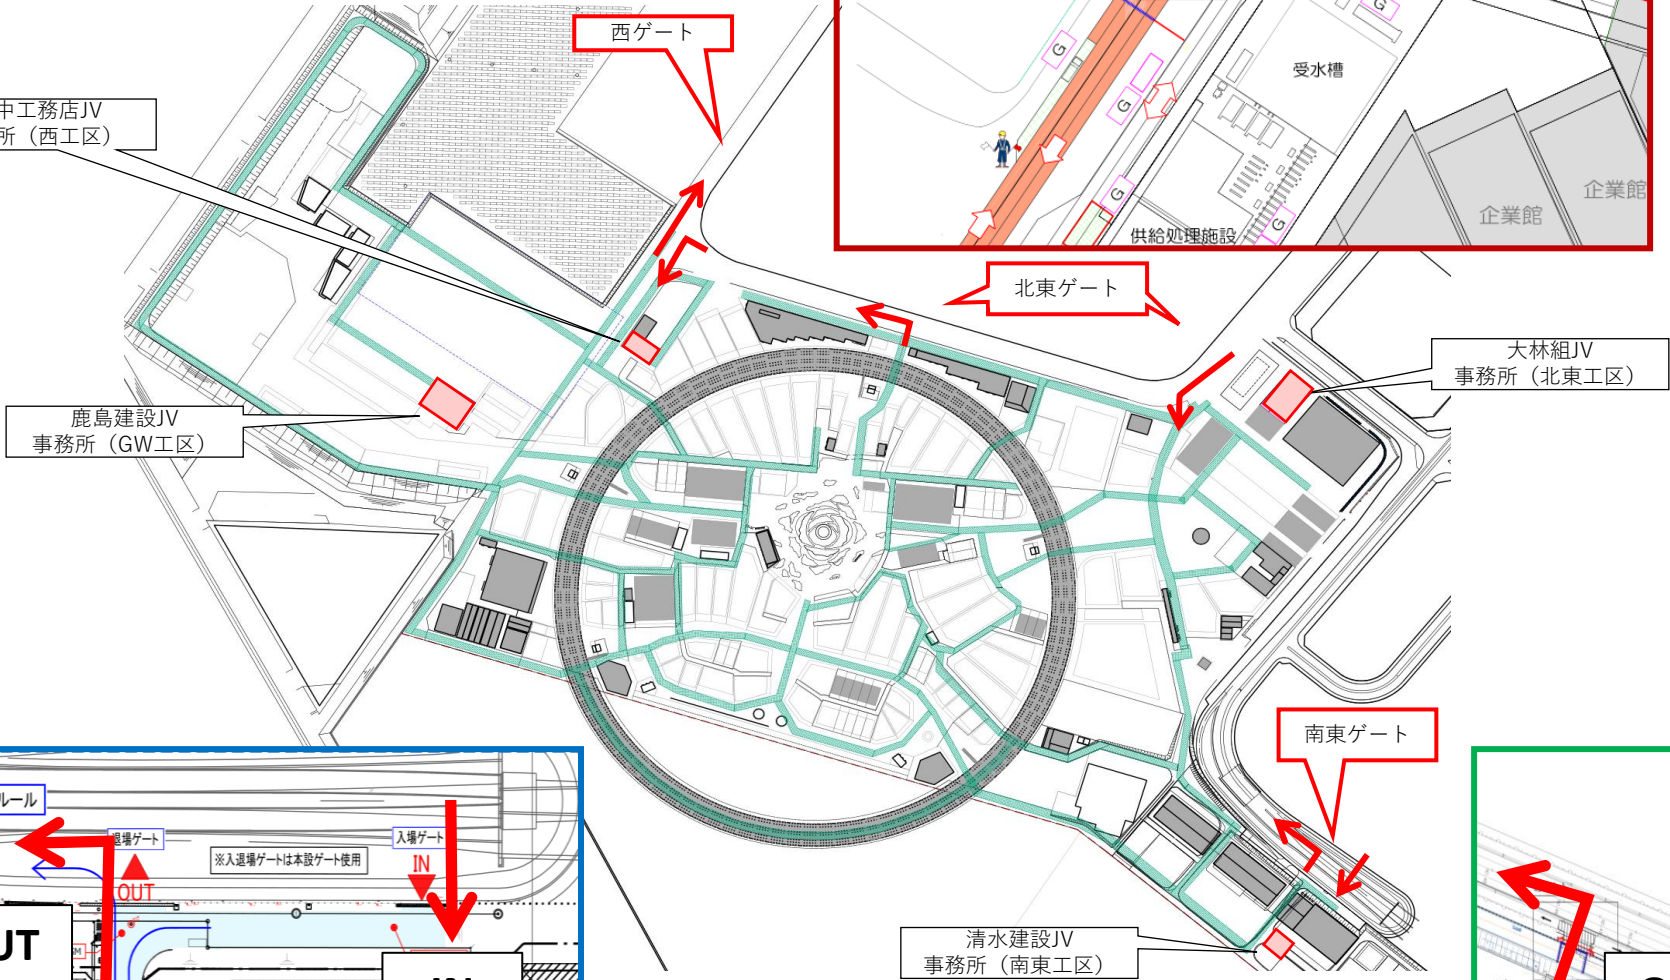 西ゲート
中工務店JV
所（西工区）
G
G
G
G
G
受水槽
供給処理施設
企業館
企業館
北東ゲート
大林組JV
事務所（北東工区）
鹿島建設JV
事務所（GW工区）
南東ゲート
清水建設JV
事務所（南東工区）
ルール
退場ゲート
OUT
※入退場ゲートは本設ゲート使用
入場ゲート
IN
UT